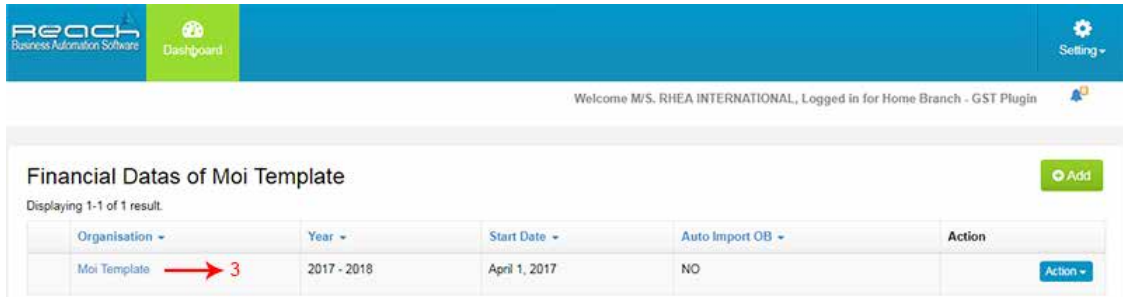 Reach
Business Automation Software
Dashboard
Setting
Welcome M/S. RHEA INTERNATIONAL, Logged in for Home Branch - GST Plugin
Financial Datas of Moi Template
Add
Displaying 1-1 of 1 result.
Organisation Year Start Date Auto Import OB Action
Moi Template 3 2017 - 2018 April 1, 2017 NO Action